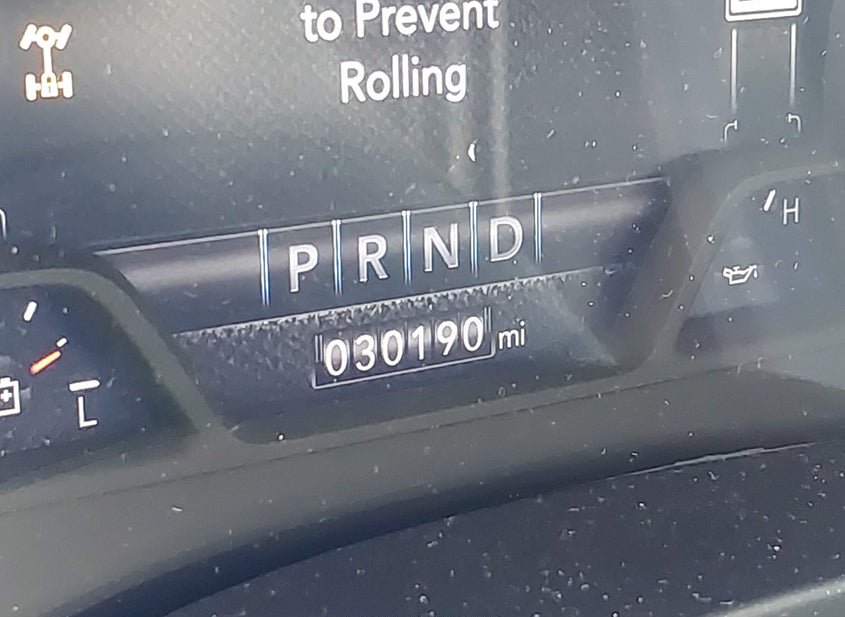 to Prevent
Rolling
P R N D
H
030190 mi
L